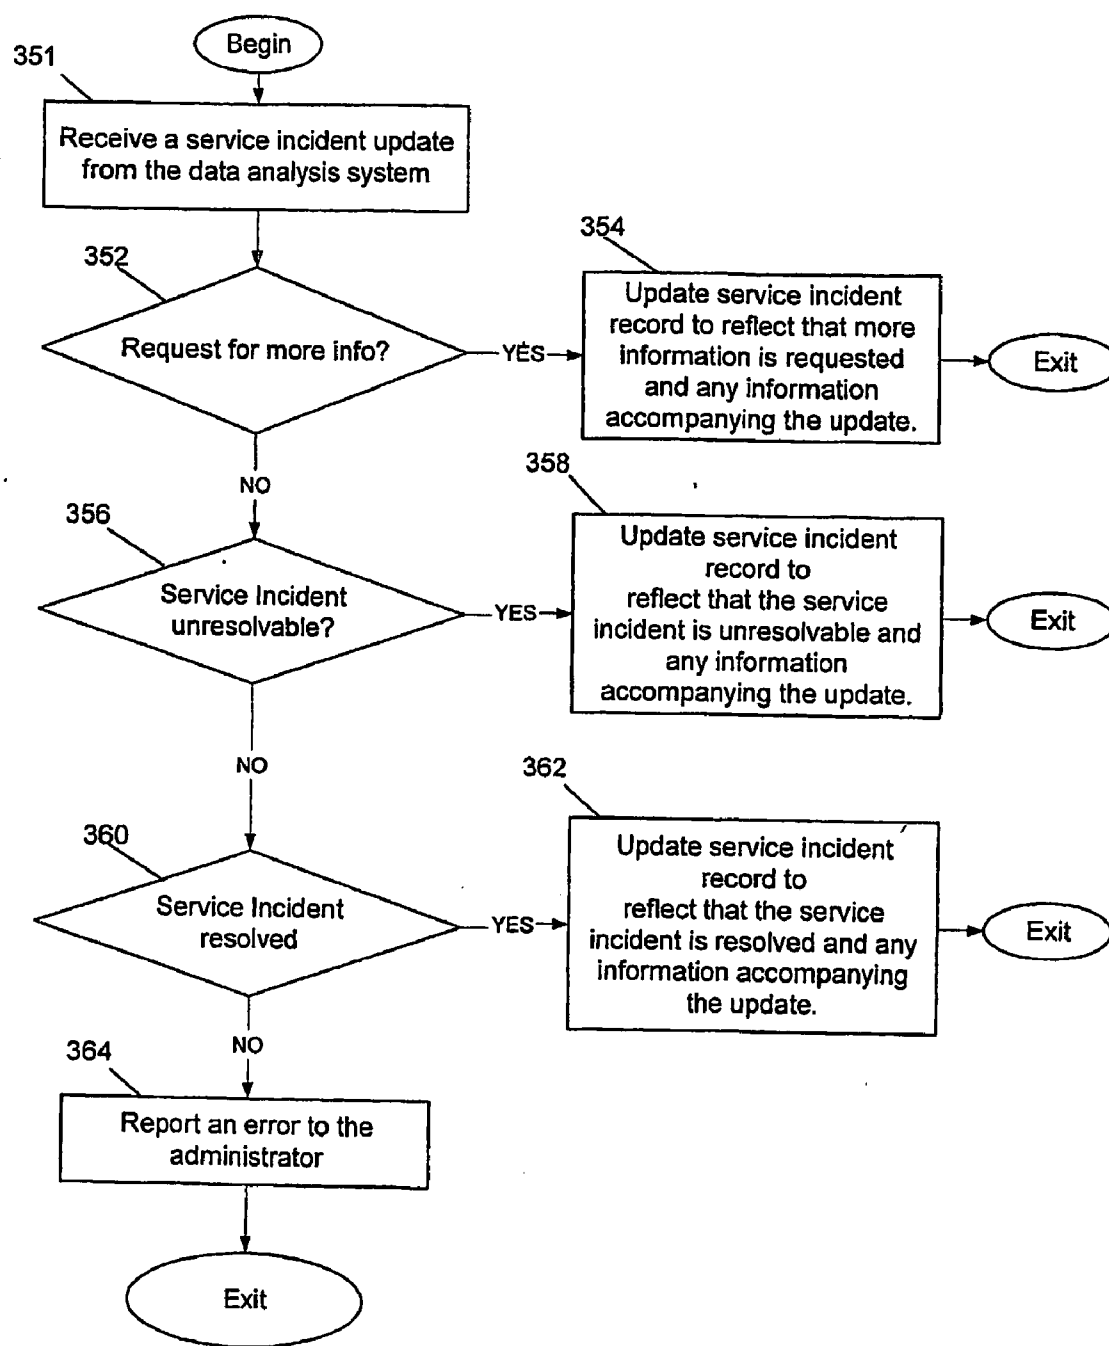 Begin
351
Receive a service incident update
from the data analysis system
352
Request for more info?
YES
354
Update service incident
record to reflect that more
information is requested
and any information
accompanying the update.
Exit
NO
356
Service Incident
unresolvable?
YES
358
Update service incident
record to
reflect that the service
incident is unresolvable and
any information
accompanying the update.
Exit
NO
360
Service Incident
resolved
YES
362
Update service incident
record to
reflect that the service
incident is resolved and any
information accompanying
the update.
Exit
NO
364
Report an error to the
administrator
Exit